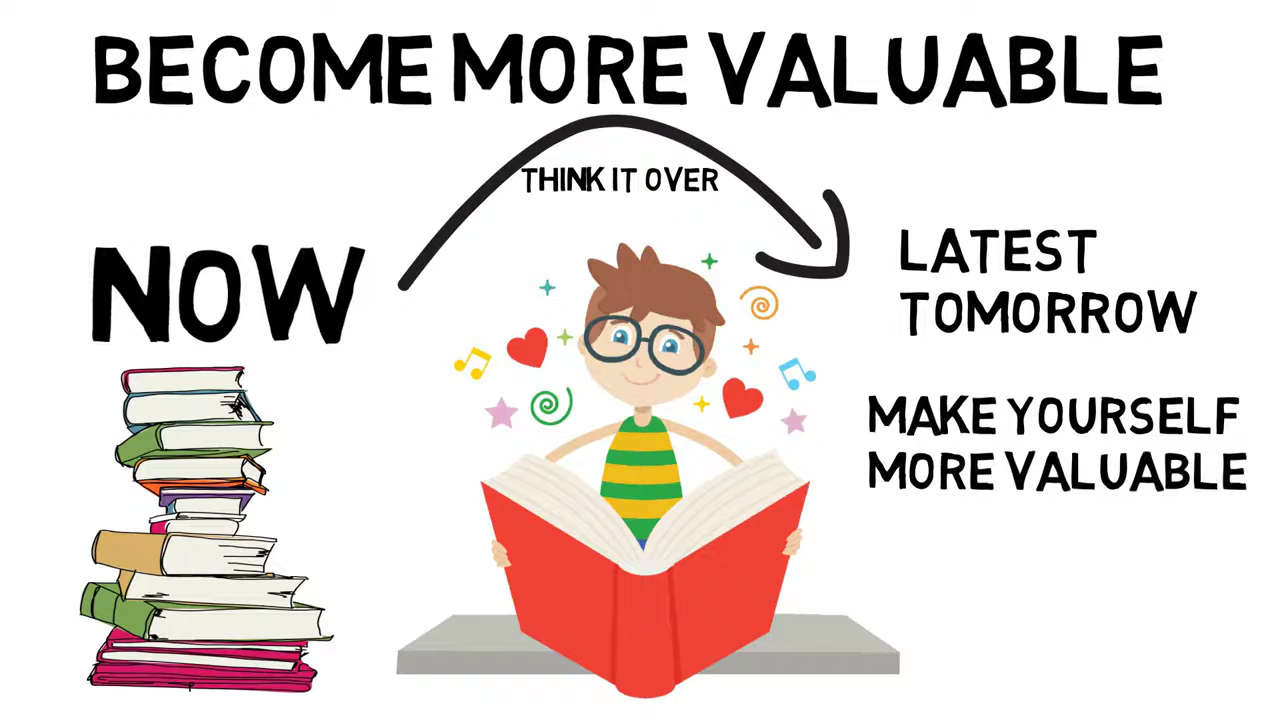 BECOME MORE VALUABLE
THINK IT OVER
NOW
LATEST
TOMORROW
MAKE YOURSELF
MORE VALUABLE